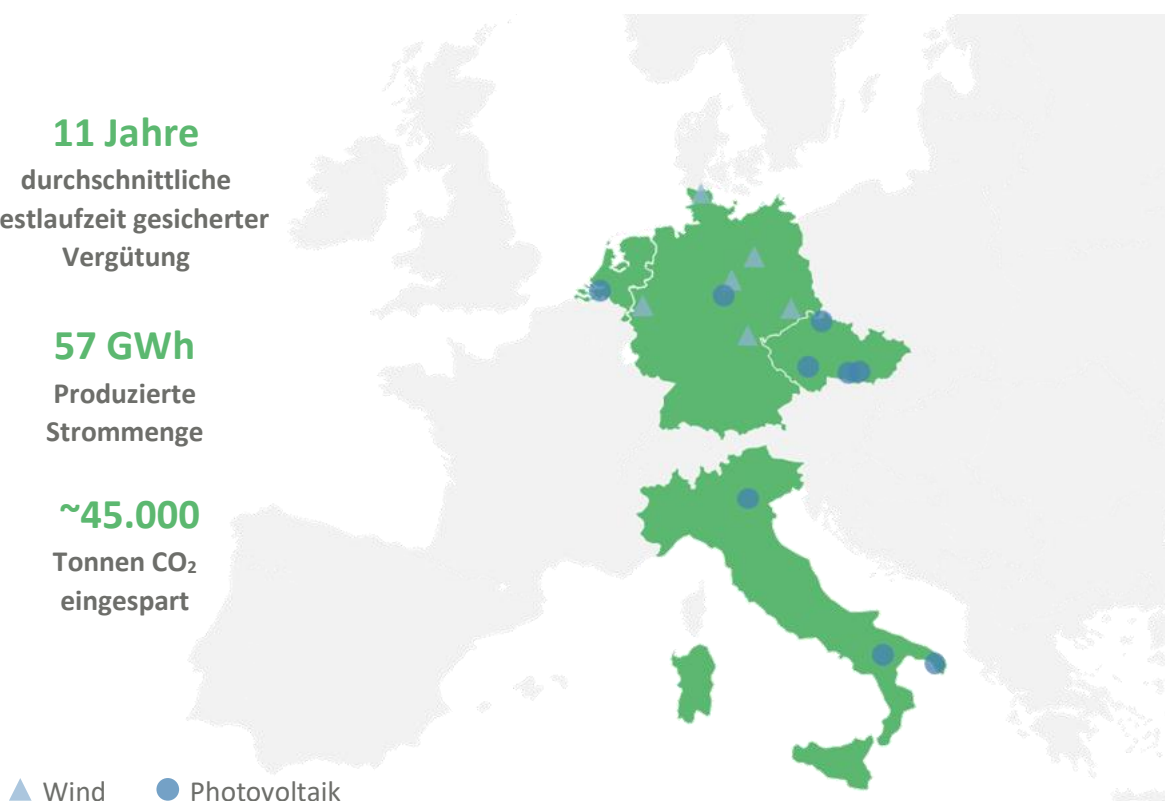 11 Jahre
durchschnittliche
estlaufzeit gesicherter
Vergütung
57 GWh
Produzierte
Strommenge
~45.000
Tonnen CO₂
eingespart
Wind
Photovoltaik